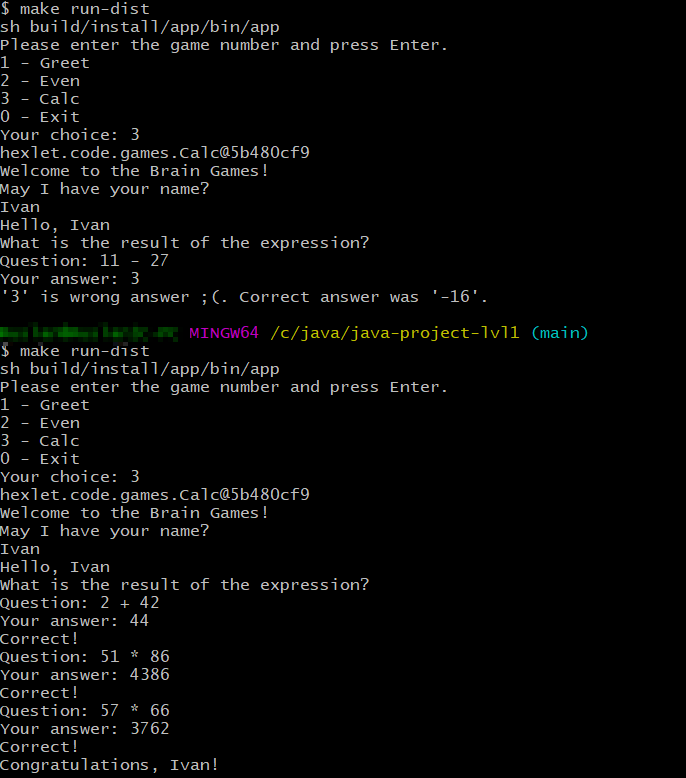 $ make run-dist
sh build/install/app/bin/app
Please enter the game number and press Enter.
1 - Greet
2 - Even
3 - Calc
0 - Exit
Your choice: 3
hexlet.code.games.Calc@5b480cf9
Welcome to the Brain Games!
May I have your name?
Ivan
Hello, Ivan
What is the result of the expression?
Question: 11 - 27
Your answer: 3
'3' is wrong answer ;(. Correct answer was '-16'.
MINGW64 /c/java/java-project-lvl1 (main)
$ make run-dist
sh build/install/app/bin/app
Please enter the game number and press Enter.
1 - Greet
2 - Even
3 - Calc
0 - Exit
Your choice: 3
hexlet.code.games.Calc@5b480cf9
Welcome to the Brain Games!
May I have your name?
Ivan
Hello, Ivan
What is the result of the expression?
Question: 2 + 42
Your answer: 44
Correct!
Question: 51 * 86
Your answer: 4386
Correct!
Question: 57 * 66
Your answer: 3762
Correct!
Congratulations, Ivan!